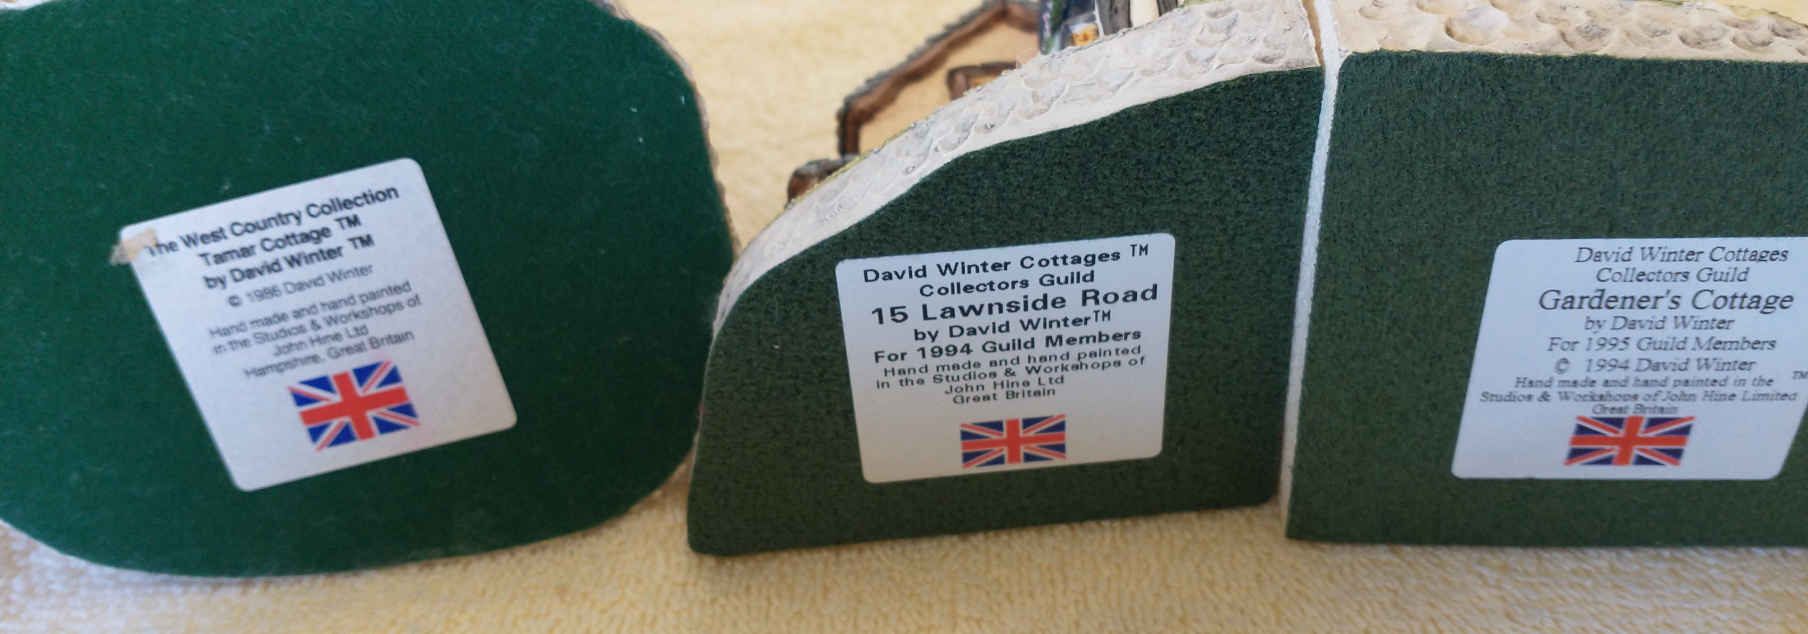 The West Country Collection
Tamar Cottage ™
by David Winter ™
© 1986 David Winter
Hand made and hand painted
in the Studios & Workshops of
John Hine Ltd
Hampshire, Great Britain
David Winter Cottages ™
Collectors Guild
15 Lawnside Road
by David Winter™
For 1994 Guild Members
Hand made and hand painted
in the Studios & Workshops of
John Hine Ltd
Great Britain
David Winter Cottages
Collectors Guild
Gardener's Cottage
by David Winter
For 1995 Guild Members
© 1994 David Winter
Hand made and hand painted in the ™
Studios & Workshops of John Hine Limited
Great Britain